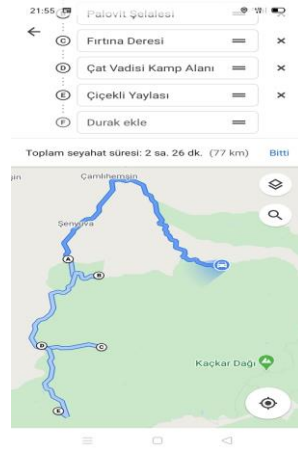 21:55
Palovit Şelalesi
C Fırtına Deresi
D Çat Vadisi Kamp Alanı
E Çiçekli Yaylası
F Durak ekle
Toplam seyahat süresi: 2 sa. 26 dk. (77 km) Bitti
Çamlıhemşin
Şenyuva
A
B
D C
Kaçkar Dağı
E